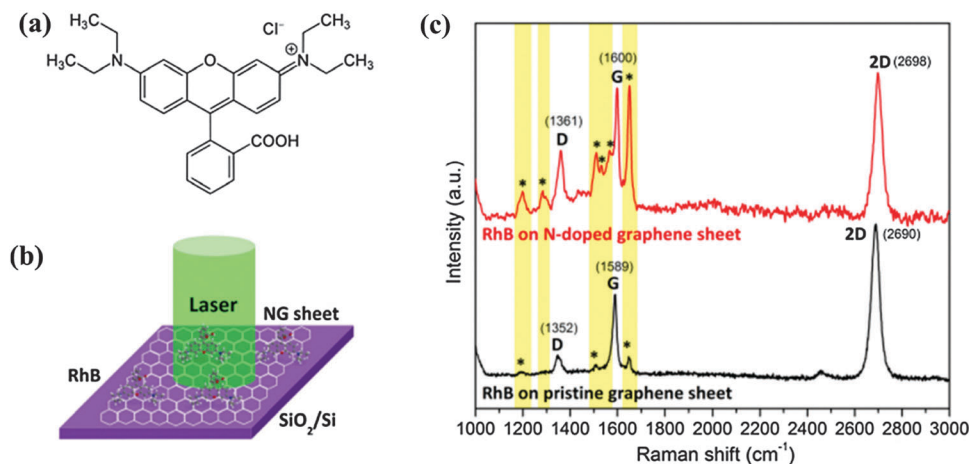 (a)
H₃C
Cl⁻
CH₃
H₃C
N
O
N
+
CH₃
COOH
(b)
Laser
NG sheet
RhB
SiO₂/Si
(c)
(1600)
G
*
2D (2698)
(1361)
D
*
*
*
*
*
RhB on N-doped graphene sheet
2D (2690)
(1589)
G
(1352)
D
*
*
*
RhB on pristine graphene sheet
Intensity (a.u.)
1000 1200 1400 1600 1800 2000 2200 2400 2600 2800 3000
Raman shift (cm⁻¹)